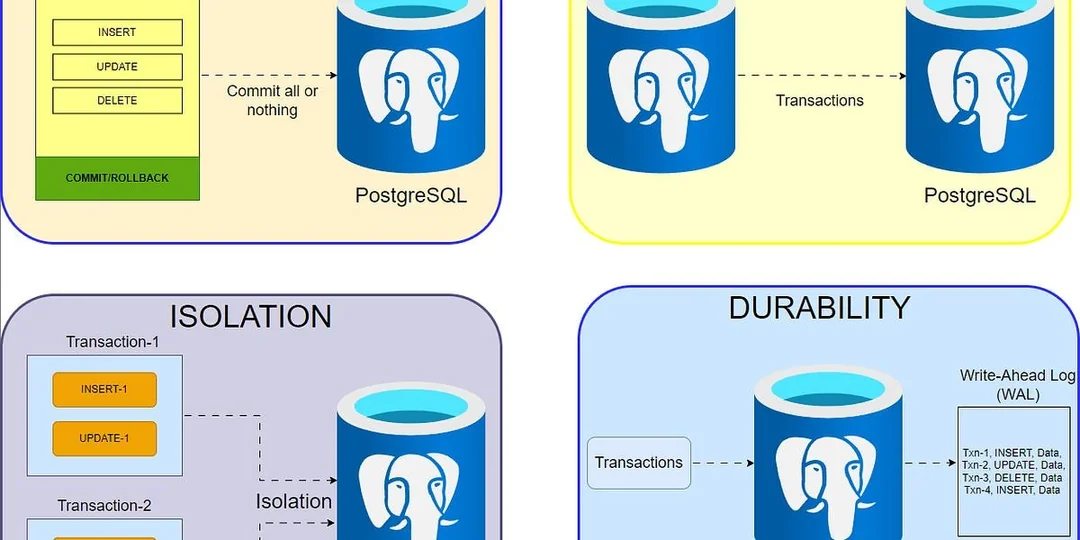 INSERT
UPDATE
DELETE
COMMIT/ROLLBACK
Commit all or
nothing
PostgreSQL
Transactions
PostgreSQL
ISOLATION
Transaction-1
INSERT-1
UPDATE-1
Transaction-2
Isolation
DURABILITY
Transactions
Write-Ahead Log
(WAL)
Txn-1, INSERT, Data,
Txn-2, UPDATE, Data,
Txn-3, DELETE, Data
Txn-4, INSERT, Data